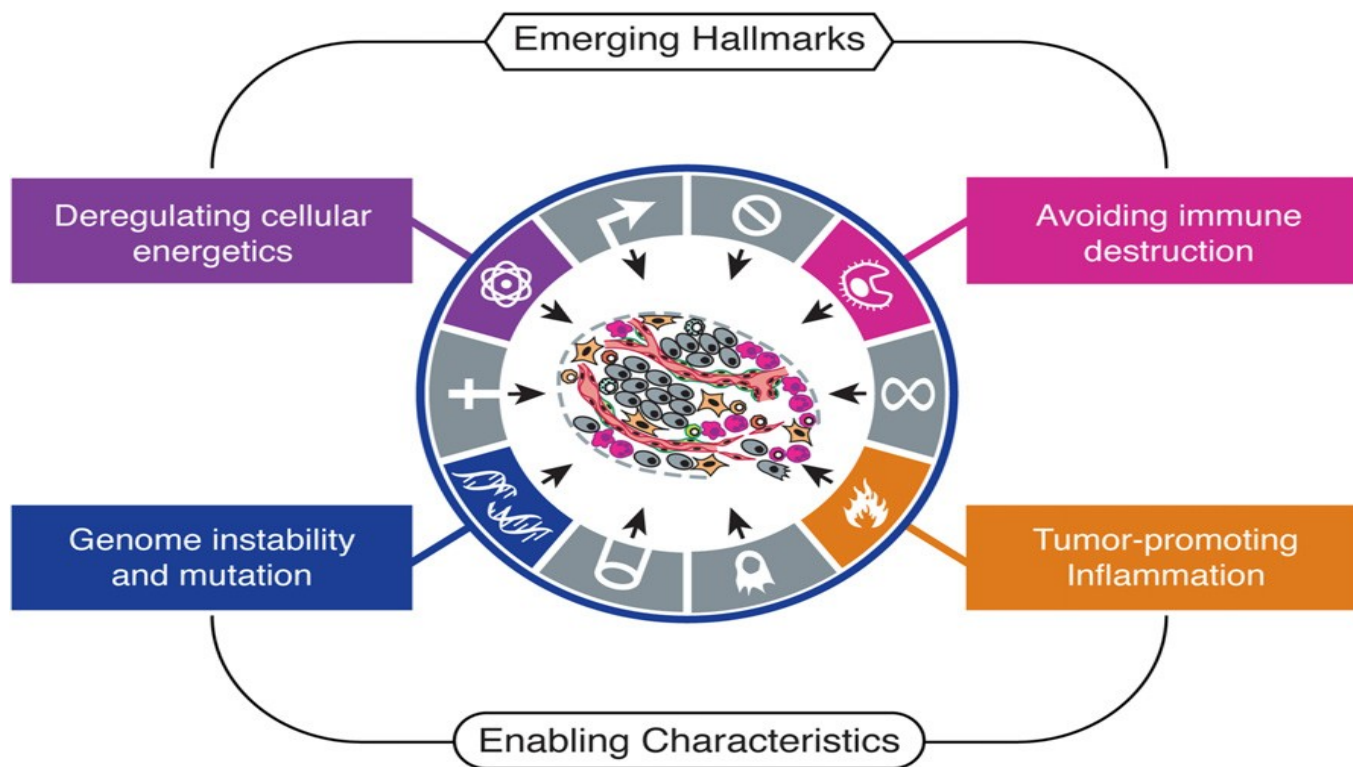 Emerging Hallmarks
Deregulating cellular
energetics
Avoiding immune
destruction
Genome instability
and mutation
Tumor-promoting
Inflammation
Enabling Characteristics